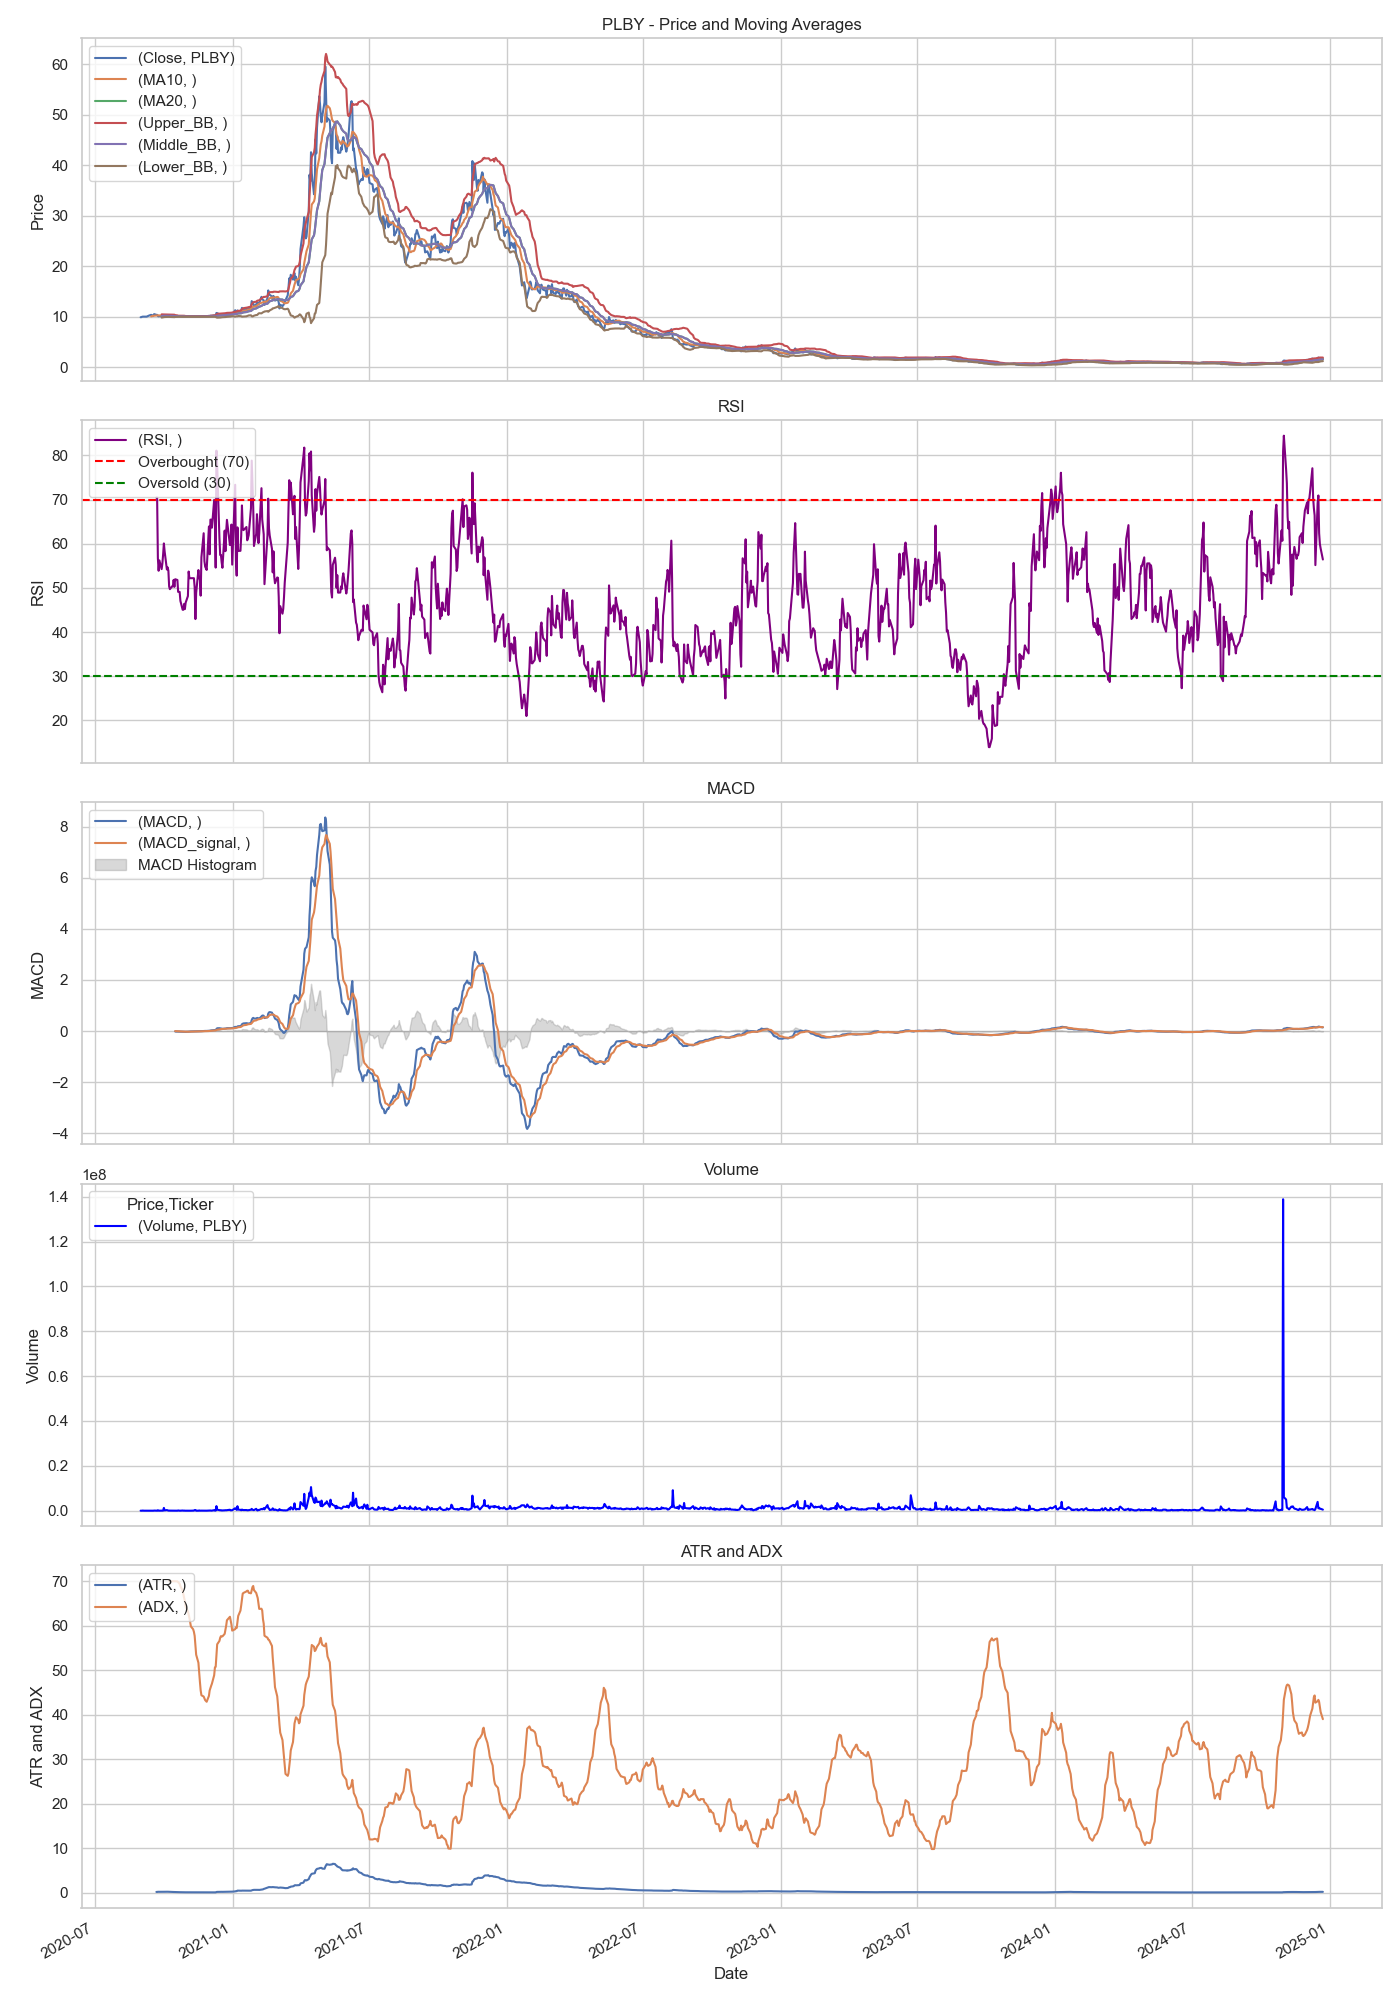 PLBY - Price and Moving Averages
(Close, PLBY)
(MA10, )
(MA20, )
(Upper_BB, )
(Middle_BB, )
(Lower_BB, )
60
50
40
30
20
10
0
Price
RSI
(RSI, )
Overbought (70)
Oversold (30)
80
70
60
50
40
30
20
RSI
MACD
(MACD, )
(MACD_signal, )
MACD Histogram
8
6
4
2
0
−2
−4
MACD
Volume
1e8
Price,Ticker
(Volume, PLBY)
1.4
1.2
1.0
0.8
0.6
0.4
0.2
0.0
Volume
ATR and ADX
(ATR, )
(ADX, )
70
60
50
40
30
20
10
0
ATR and ADX
2020-07
2021-01
2021-07
2022-01
2022-07
2023-01
2023-07
2024-01
2024-07
2025-01
Date